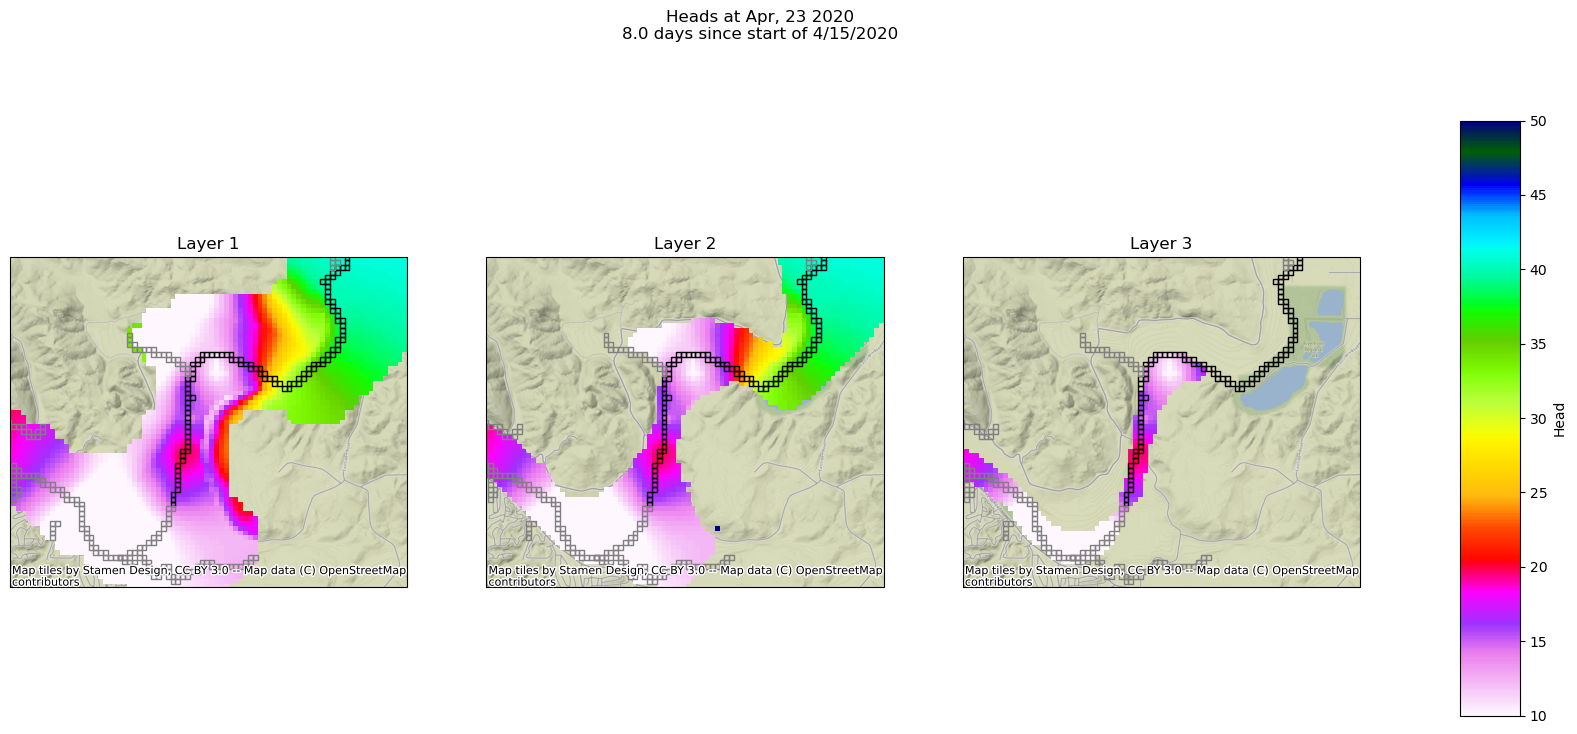 Heads at Apr, 23 2020
8.0 days since start of 4/15/2020
Layer 1
Layer 2
Layer 3
Map tiles by Stamen Design, CC BY 3.0 -- Map data (C) OpenStreetMap
contributors
Map tiles by Stamen Design, CC BY 3.0 -- Map data (C) OpenStreetMap
contributors
Map tiles by Stamen Design, CC BY 3.0 -- Map data (C) OpenStreetMap
contributors
50
45
40
35
30
25
20
15
10
Head